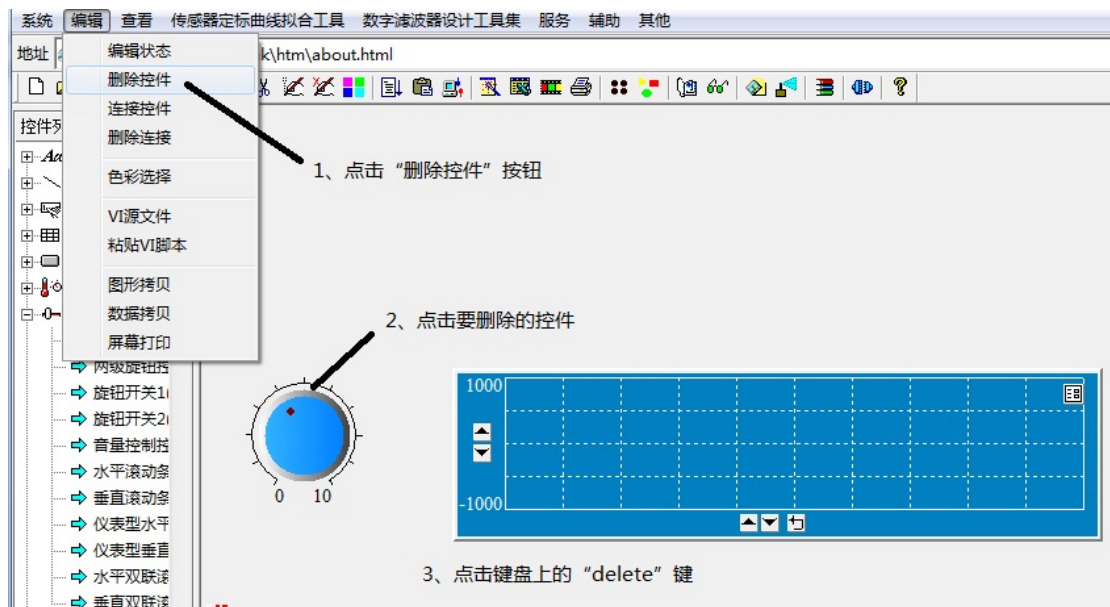 系统 编辑 查看 传感器定标曲线拟合工具 数字滤波器设计工具集 服务 辅助 其他
地址 k\htm\about.html
编辑状态
删除控件
连接控件
删除连接
色彩选择
VI源文件
粘贴VI脚本
图形拷贝
数据拷贝
屏幕打印
控件列
1、点击“删除控件”按钮
2、点击要删除的控件
两级旋钮控
旋钮开关1(
旋钮开关2(
音量控制控
水平滚动条
垂直滚动条
仪表型水平
仪表型垂直
水平双联滚
垂直双联滚
0 10
1000
-1000
3、点击键盘上的“delete”键